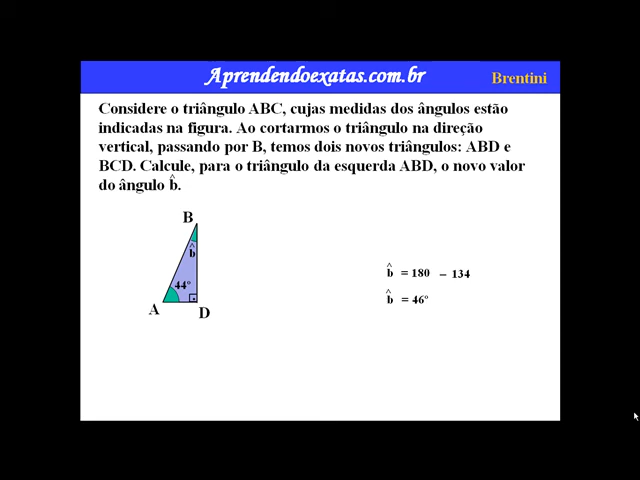 Aprendendoexatas.com.br
Brentini
Considere o triângulo ABC, cujas medidas dos ângulos estão
indicadas na figura. Ao cortarmos o triângulo na direção
vertical, passando por B, temos dois novos triângulos: ABD e
BCD. Calcule, para o triângulo da esquerda ABD, o novo valor
do ângulo b̂.
B
b̂
44º
A
D
b̂ = 180 – 134
b̂ = 46º